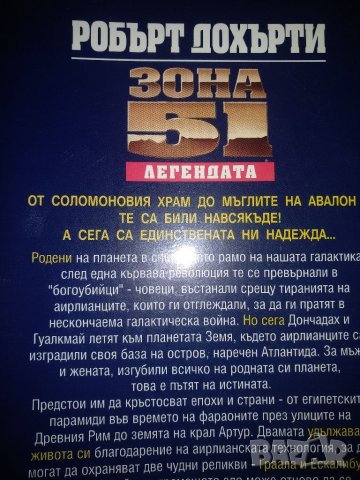 РОБЪРТ ДОХЪРТИ
ЗОНА
51
ЛЕГЕНДАТА
ОТ СОЛОМОНОВИЯ ХРАМ ДО МЪГЛИТЕ НА АВАЛОН
ТЕ СА БИЛИ НАВСЯКЪДЕ!
А СЕГА СА ЕДИНСТВЕНАТА НИ НАДЕЖДА...
Родени на планета в рамо на нашата галактика
след една кървава революция те се превърнали в
"богоубийци" - човеци, въстанали срещу тиранията на
аирлианците, които ги отглеждали, за да ги пратят в
нескончаема галактическа война. Но сега Дончадах и
Гуалкмай летят към планетата Земя, където аирлианците са
изградили своя база на остров, наречен Атлантида. За мъж
и жената, изгубили всичко на родната си планета,
това е пътят на истината.
Предстои им да кръстосват епохи и страни - от египетски
пирамиди във времето на фараоните през улиците на
Древния Рим до земята на крал Артур. Двамата удължава
живота си благодарение на аирлианската технология, за д
могат да охраняват две чудни реликви - Граала и Ескалибу